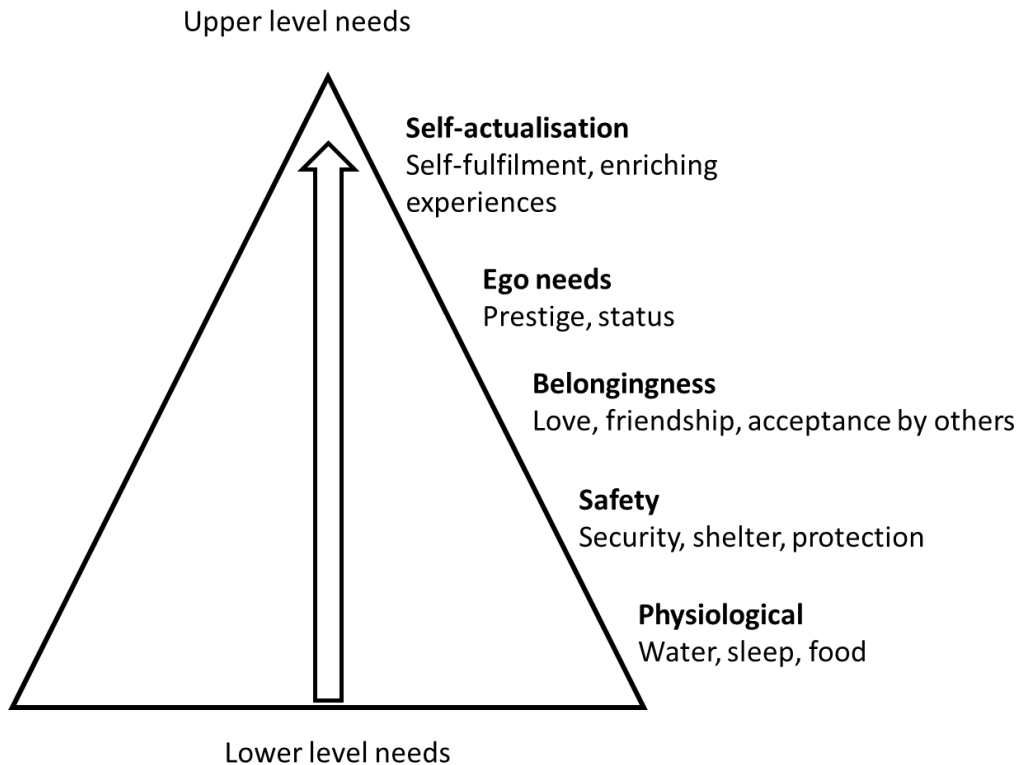 Upper level needs
Self-actualisation
Self-fulfilment, enriching
experiences
Ego needs
Prestige, status
Belongingness
Love, friendship, acceptance by others
Safety
Security, shelter, protection
Physiological
Water, sleep, food
Lower level needs